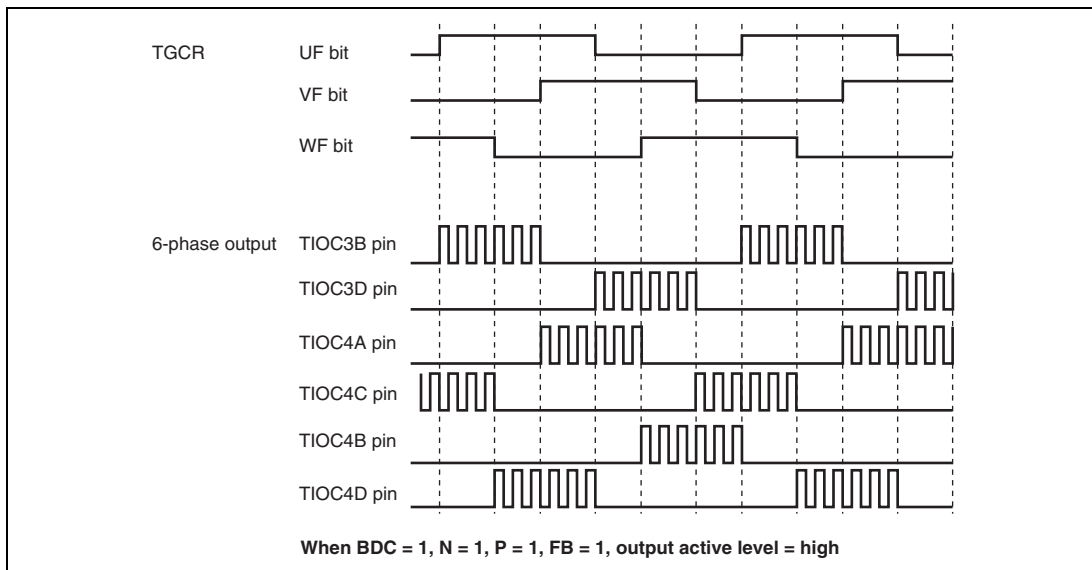 TGCR UF bit
VF bit
WF bit
6-phase output TIOC3B pin
TIOC3D pin
TIOC4A pin
TIOC4C pin
TIOC4B pin
TIOC4D pin
When BDC = 1, N = 1, P = 1, FB = 1, output active level = high